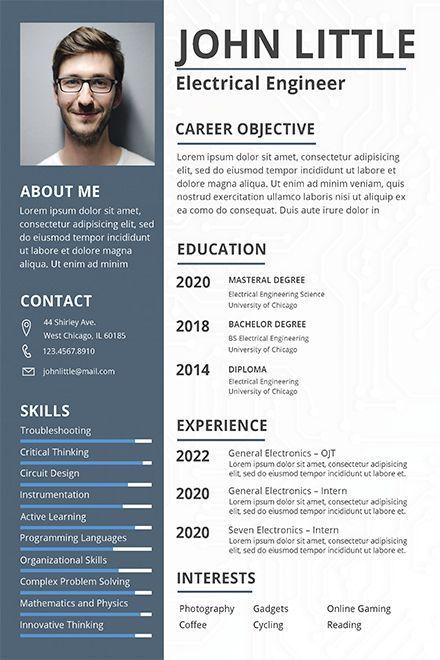 JOHN LITTLE
Electrical Engineer
ABOUT ME
Lorem ipsum dolor sit amet,
consectetur adipiscing elit, sed
do eiusmod tempor incididunt
ut labore et dolore magna
aliqua. Ut enim ad minim
CONTACT
44 Shirley Ave.
West Chicago, IL 60185
123.4567.8910
johnlittle@mail.com
SKILLS
Troubleshooting
Critical Thinking
Circuit Design
Instrumentation
Active Learning
Programming Languages
Organizational Skills
Complex Problem Solving
Mathematics and Physics
Innovative Thinking
CAREER OBJECTIVE
Lorem ipsum dolor sit amet, consectetur adipiscing elit,
sed do eiusmod tempor incididunt ut labore et dolore
magna aliqua. Ut enim ad minim veniam, quis
nostrud exercitation ullamco laboris nisi ut aliquip ex
ea como do consequat. Duis aute irure dolor in
EDUCATION
2020 MASTERAL DEGREE
Electrical Engineering Science
University of Chicago
2018 BACHELOR DEGREE
BS Electrical Engineering
University of Chicago
2014 DIPLOMA
Electrical Engineering
University of Chicago
EXPERIENCE
2022 General Electronics – OJT
Lorem ipsum dolor sit amet, consectetur adipiscing
elit, sed do eiusmod tempor incididunt ut labore et.
2020 General Electronics – Intern
Lorem ipsum dolor sit amet, consectetur adipiscing
elit, sed do eiusmod tempor incididunt ut labore et.
2020 Seven Electronics – Intern
Lorem ipsum dolor sit amet, consectetur adipiscing
elit, sed do eiusmod tempor incididunt ut labore et.
INTERESTS
Photography Gadgets Online Gaming
Coffee Cycling Reading